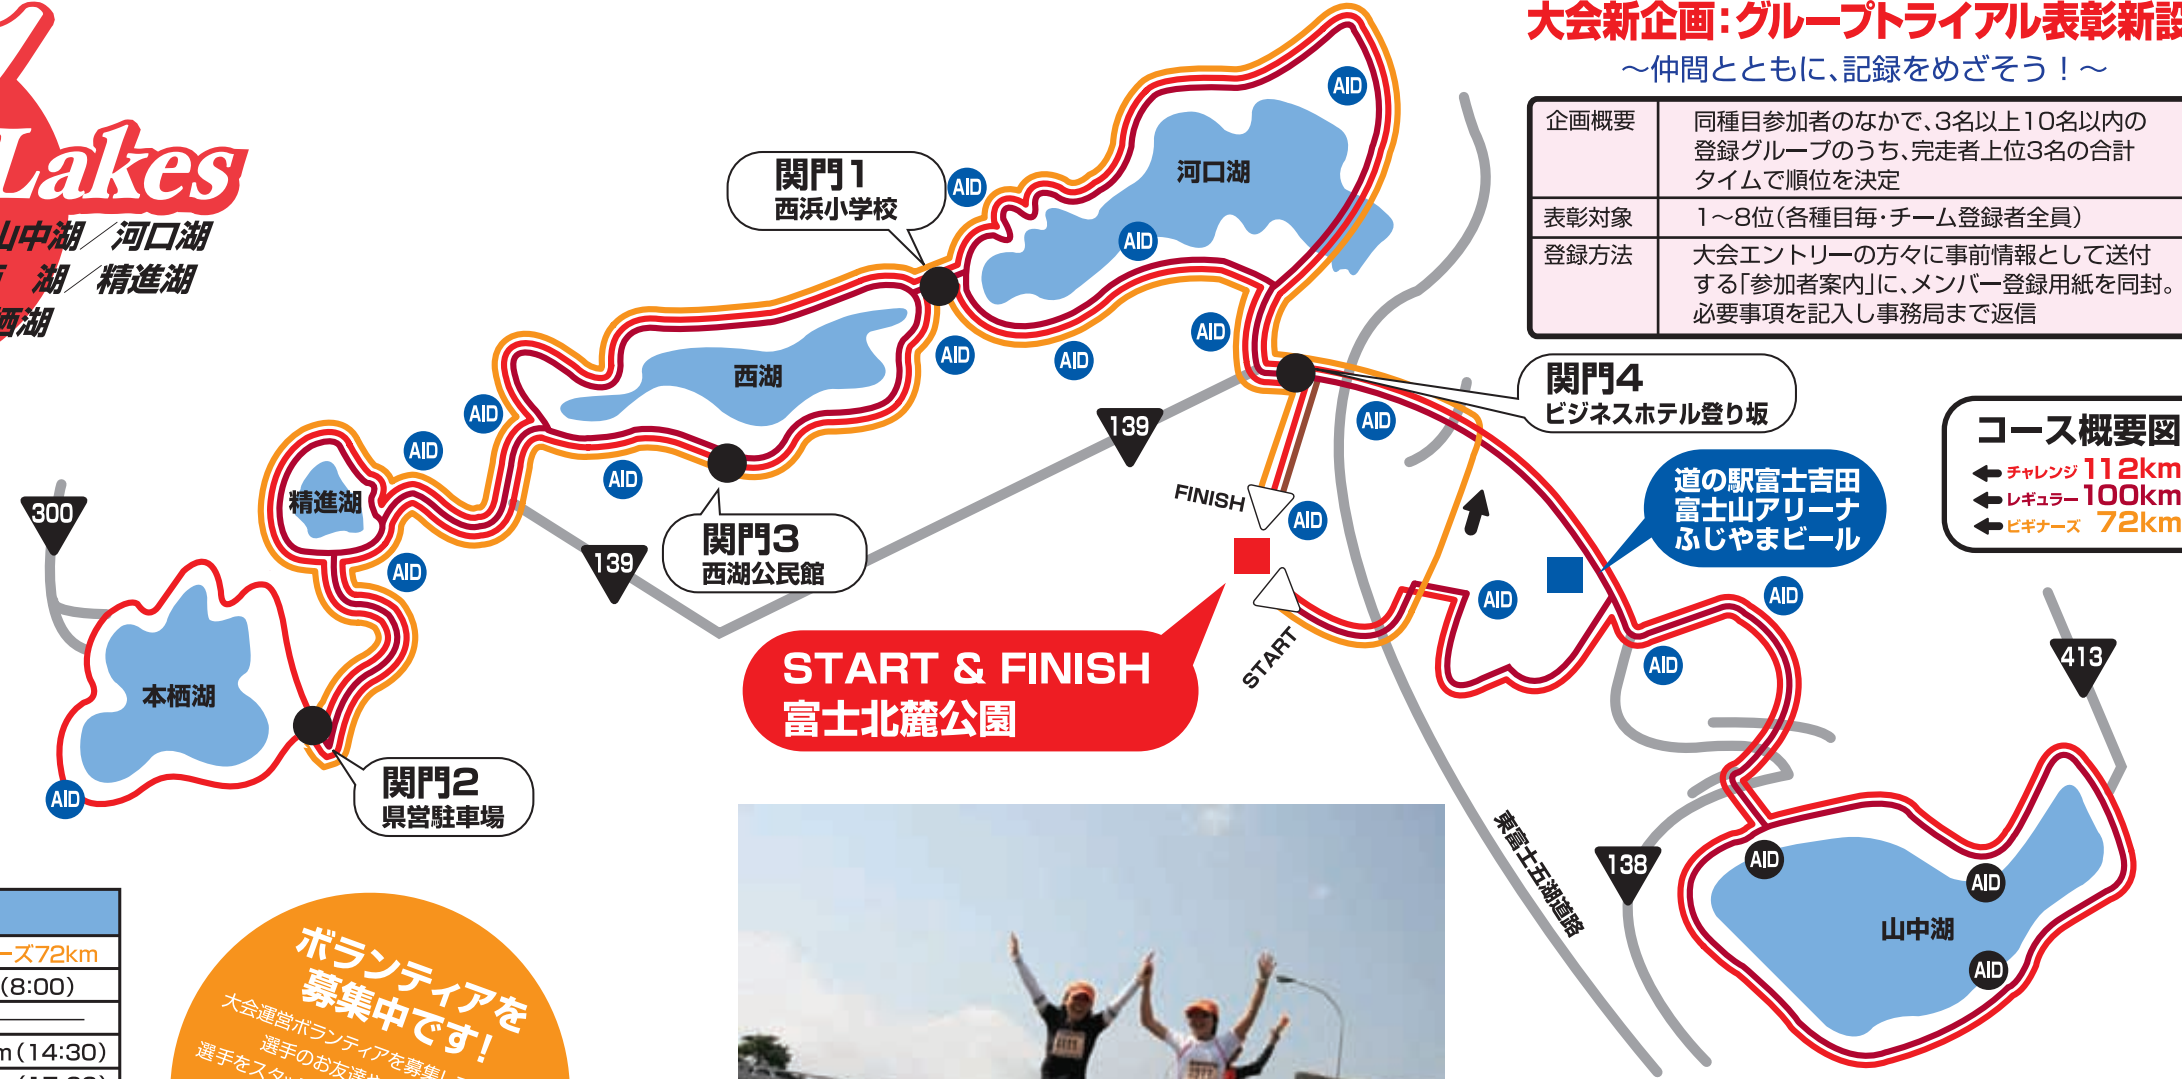 Lakes
山中湖／河口湖
湖／精進湖
栖湖
大会新企画：グループトライアル表彰新設
〜仲間とともに、記録をめざそう！〜
企画概要
同種目参加者のなかで、3名以上10名以内の
登録グループのうち、完走者上位3名の合計
タイムで順位を決定
表彰対象
1〜8位(各種目毎・チーム登録者全員)
登録方法
大会エントリーの方々に事前情報として送付
する「参加者案内」に、メンバー登録用紙を同封。
必要事項を記入し事務局まで返信
コース概要図
チャレンジ 112km
レギュラー 100km
ビギナーズ 72km
関門1
西浜小学校
AID
AID
河口湖
AID
AID
AID
AID
関門4
ビジネスホテル登り坂
AID
西湖
139
AID
AID
AID
関門3
西湖公民館
139
精進湖
AID
300
本栖湖
AID
関門2
県営駐車場
FINISH
AID
START
START & FINISH
富士北麓公園
道の駅富士吉田
富士山アリーナ
ふじやまビール
AID
AID
AID
413
138
東富士五湖道路
AID
AID
山中湖
AID
ーズ72km
(8:00)
m(14:30)
ボランティアを
募集中です！
大会運営ボランティアを募集し
選手のお友達や
選手をスタ